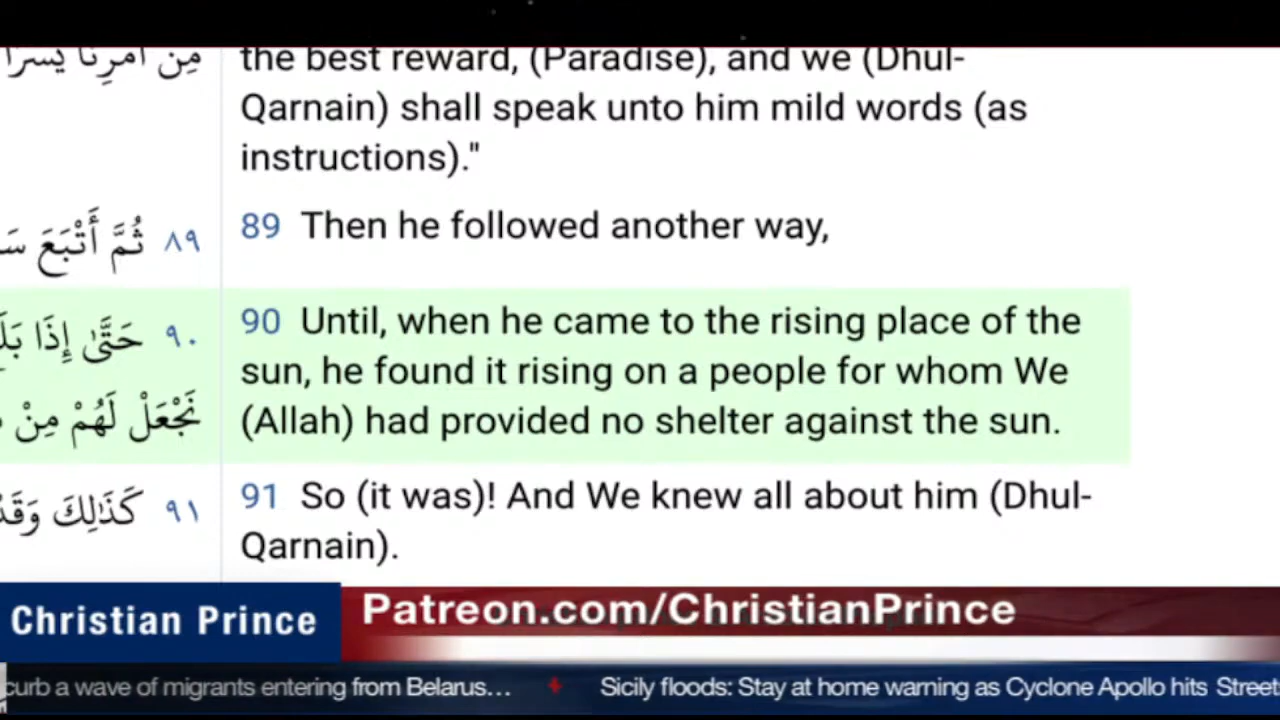 مِنْ أَمْرِنَا يُسْرًا
the best reward, (Paradise), and we (Dhul-
Qarnain) shall speak unto him mild words (as
instructions)."
٨٩ ثُمَّ أَتْبَعَ
89 Then he followed another way,
٩٠ حَتَّىٰ إِذَا
نَجْعَلْ لَهُمْ مِنْ
90 Until, when he came to the rising place of the
sun, he found it rising on a people for whom We
(Allah) had provided no shelter against the sun.
٩١ كَذَٰلِكَ
91 So (it was)! And We knew all about him (Dhul-
Qarnain).
Christian Prince
Patreon.com/ChristianPrince
curb a wave of migrants entering from Belarus...
Sicily floods: Stay at home warning as Cyclone Apollo hits Street